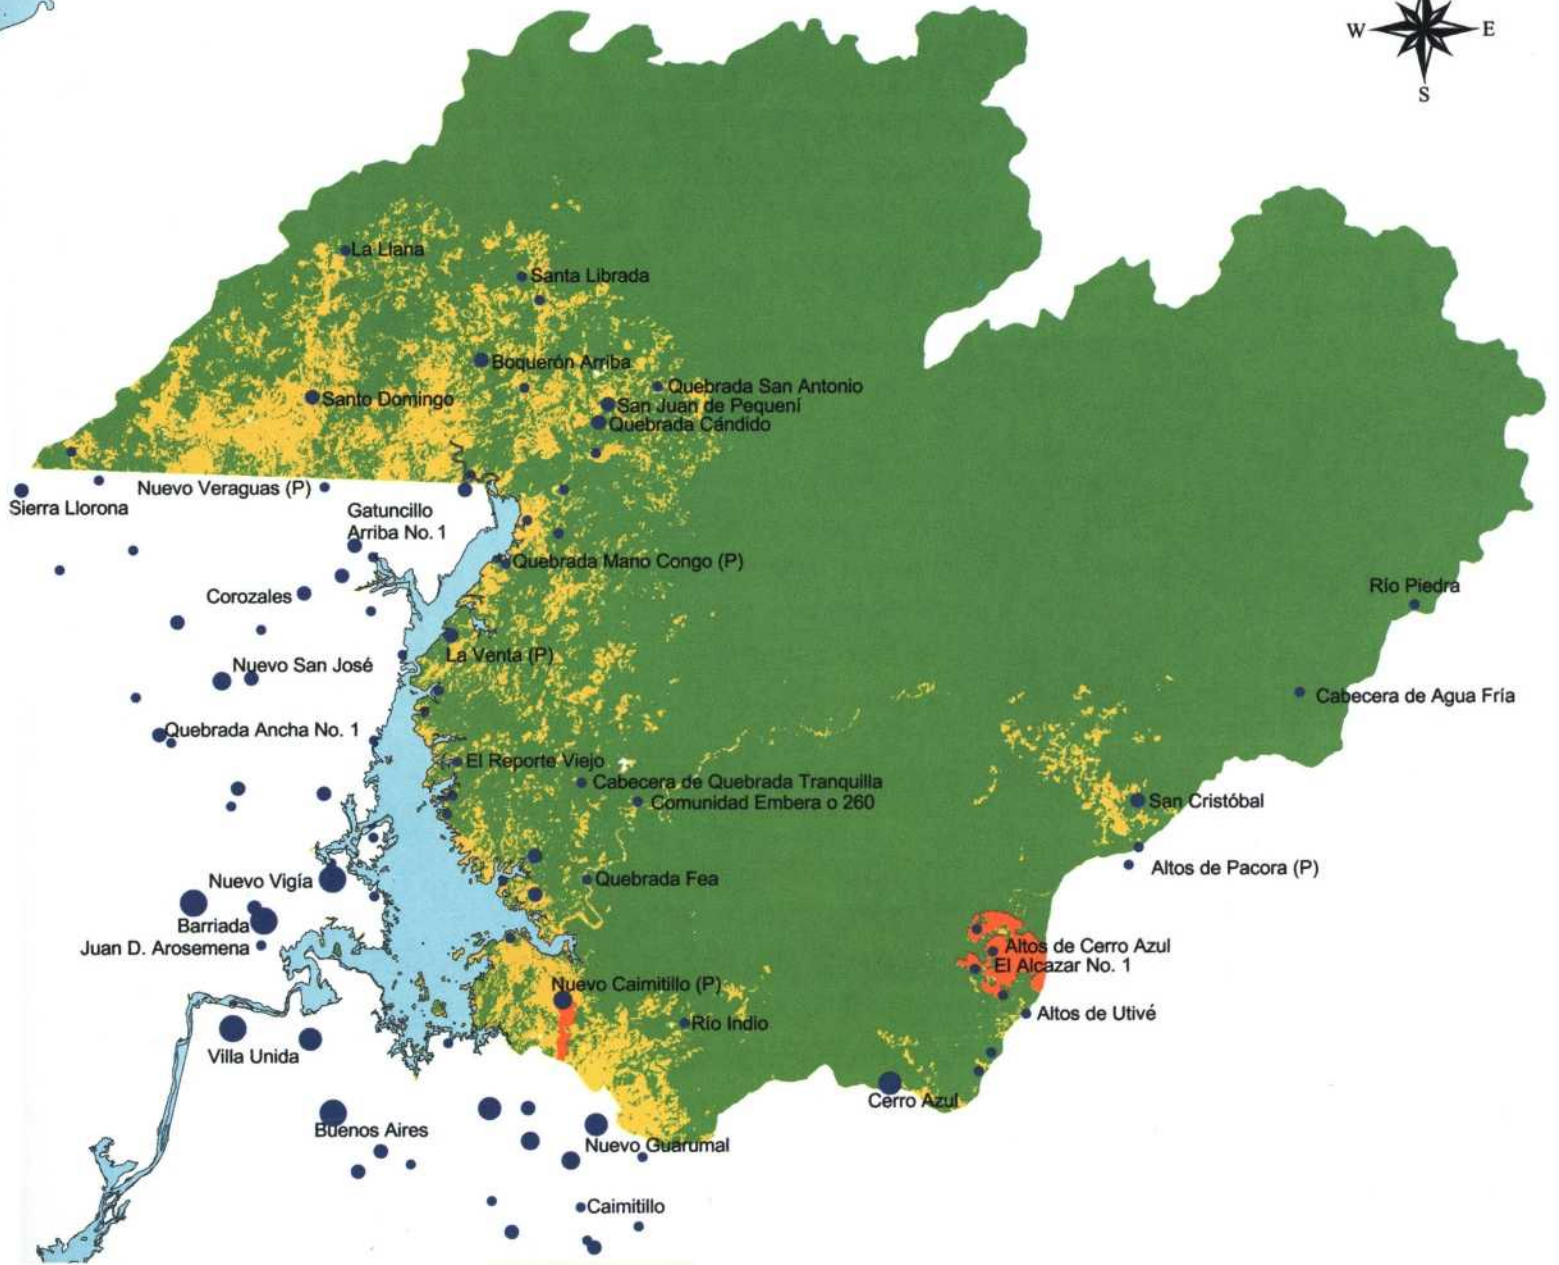 W E
S
La Llana
Santa Librada
Boquerón Arriba
Quebrada San Antonio
Santo Domingo
San Juan de Pequení
Quebrada Cándido
Nuevo Veraguas (P)
Sierra Llorona
Gatuncillo
Arriba No. 1
Quebrada Mano Congo (P)
Río Piedra
Corozales
La Venta (P)
Nuevo San José
Cabecera de Agua Fría
Quebrada Ancha No. 1
El Reporte Viejo
Cabecera de Quebrada Tranquilla
Comunidad Embera o 260
San Cristóbal
Altos de Pacora (P)
Nuevo Vigía
Quebrada Fea
Barriada
Juan D. Arosemena
Altos de Cerro Azul
El Alcazar No. 1
Nuevo Caimitillo (P)
Altos de Utivé
Río Indio
Villa Unida
Cerro Azul
Buenos Aires
Nuevo Guarumal
Caimitillo